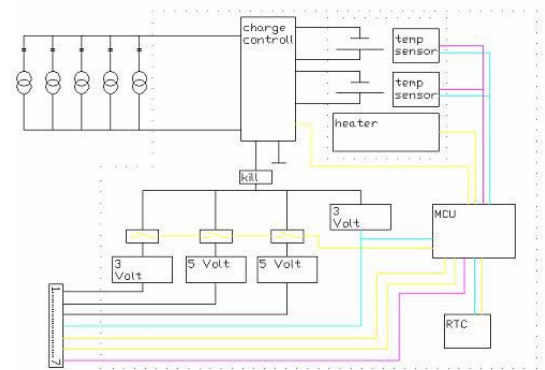 charge
controll
temp
sensor
temp
sensor
heater
kill
3
Volt
MCU
3
Volt
5 Volt
5 Volt
1
7
RTC